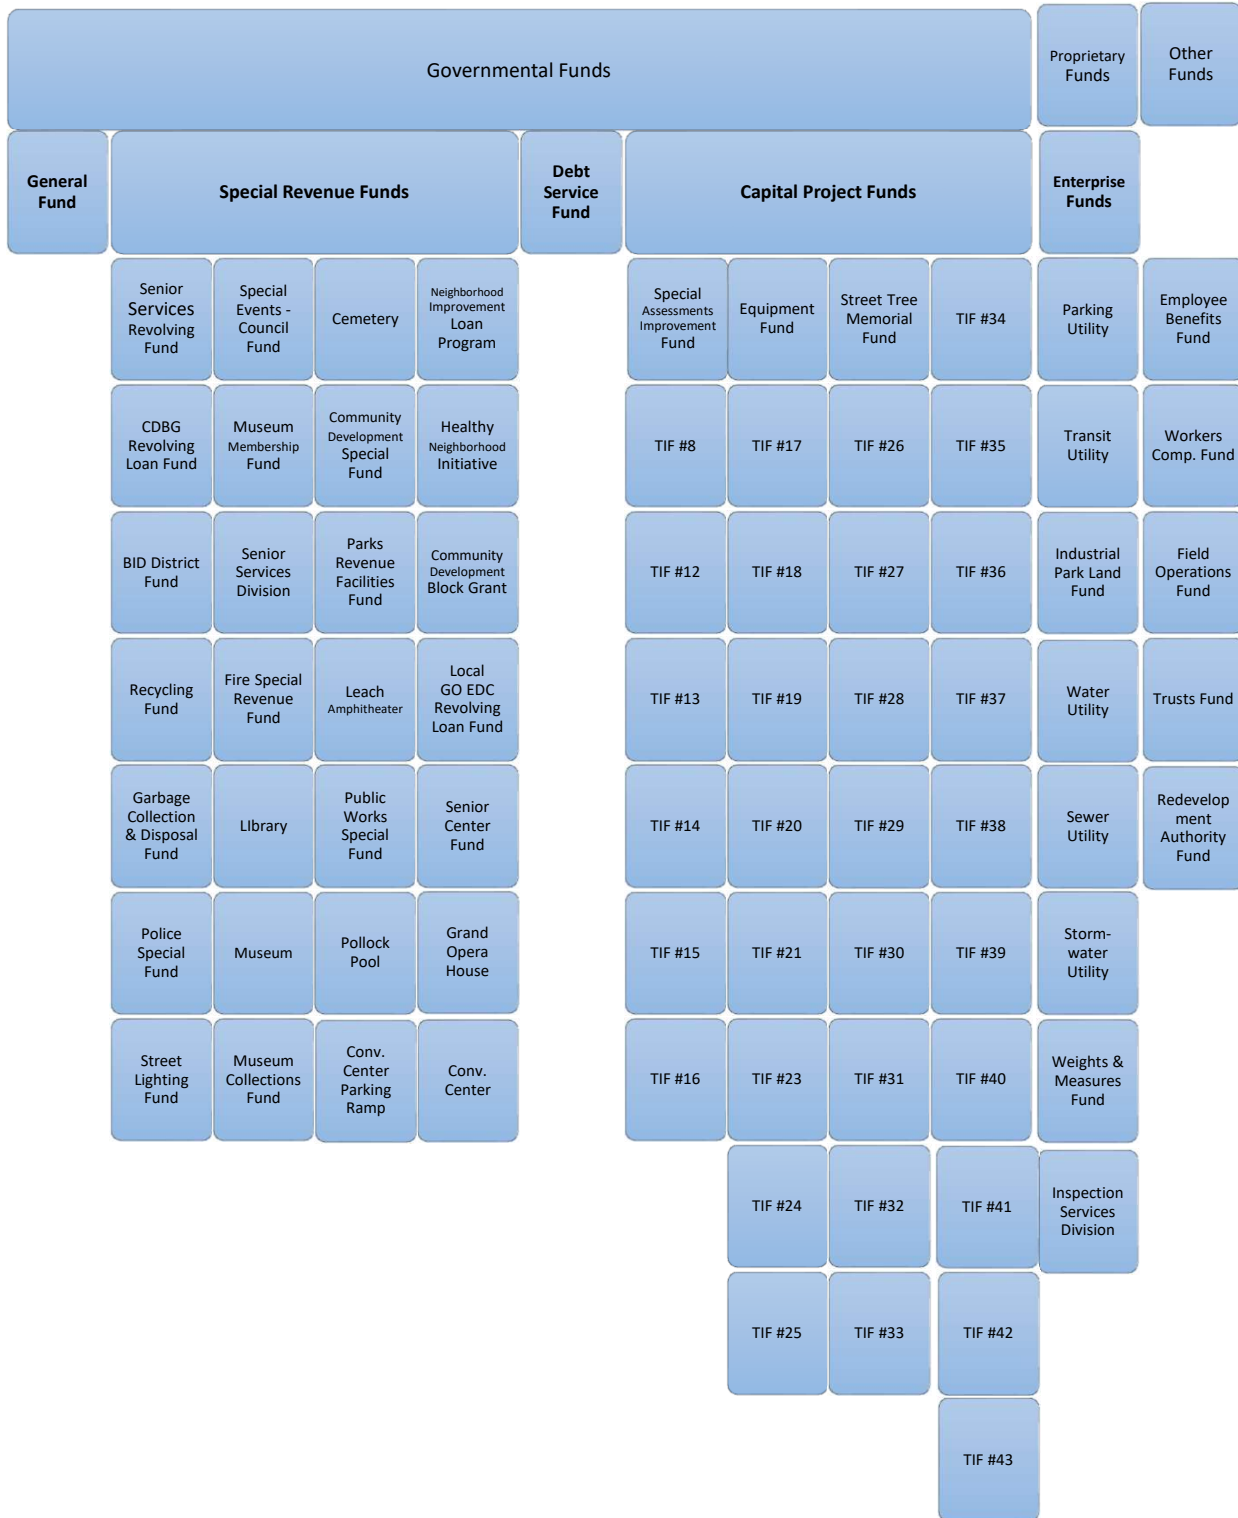 Governmental Funds
Proprietary
Funds
Other
Funds
General
Fund
Special Revenue Funds
Debt
Service
Fund
Capital Project Funds
Enterprise
Funds
Senior
Services
Revolving
Fund
Special
Events -
Council
Fund
Cemetery
Neighborhood
Improvement
Loan
Program
Special
Assessments
Improvement
Fund
Equipment
Fund
Street Tree
Memorial
Fund
TIF #34
Parking
Utility
Employee
Benefits
Fund
CDBG
Revolving
Loan Fund
Museum
Membership
Fund
Community
Development
Special
Fund
Healthy
Neighborhood
Initiative
TIF #8
TIF #17
TIF #26
TIF #35
Transit
Utility
Workers
Comp. Fund
BID District
Fund
Senior
Services
Division
Parks
Revenue
Facilities
Fund
Community
Development
Block Grant
TIF #12
TIF #18
TIF #27
TIF #36
Industrial
Park Land
Fund
Field
Operations
Fund
Recycling
Fund
Fire Special
Revenue
Fund
Leach
Amphitheater
Local
GO EDC
Revolving
Loan Fund
TIF #13
TIF #19
TIF #28
TIF #37
Water
Utility
Trusts Fund
Garbage
Collection
& Disposal
Fund
LIbrary
Public
Works
Special
Fund
Senior
Center
Fund
TIF #14
TIF #20
TIF #29
TIF #38
Sewer
Utility
Redevelop
ment
Authority
Fund
Police
Special
Fund
Museum
Pollock
Pool
Grand
Opera
House
TIF #15
TIF #21
TIF #30
TIF #39
Storm-
water
Utility
Street
Lighting
Fund
Museum
Collections
Fund
Conv.
Center
Parking
Ramp
Conv.
Center
TIF #16
TIF #23
TIF #31
TIF #40
Weights &
Measures
Fund
TIF #24
TIF #32
TIF #41
Inspection
Services
Division
TIF #25
TIF #33
TIF #42
TIF #43